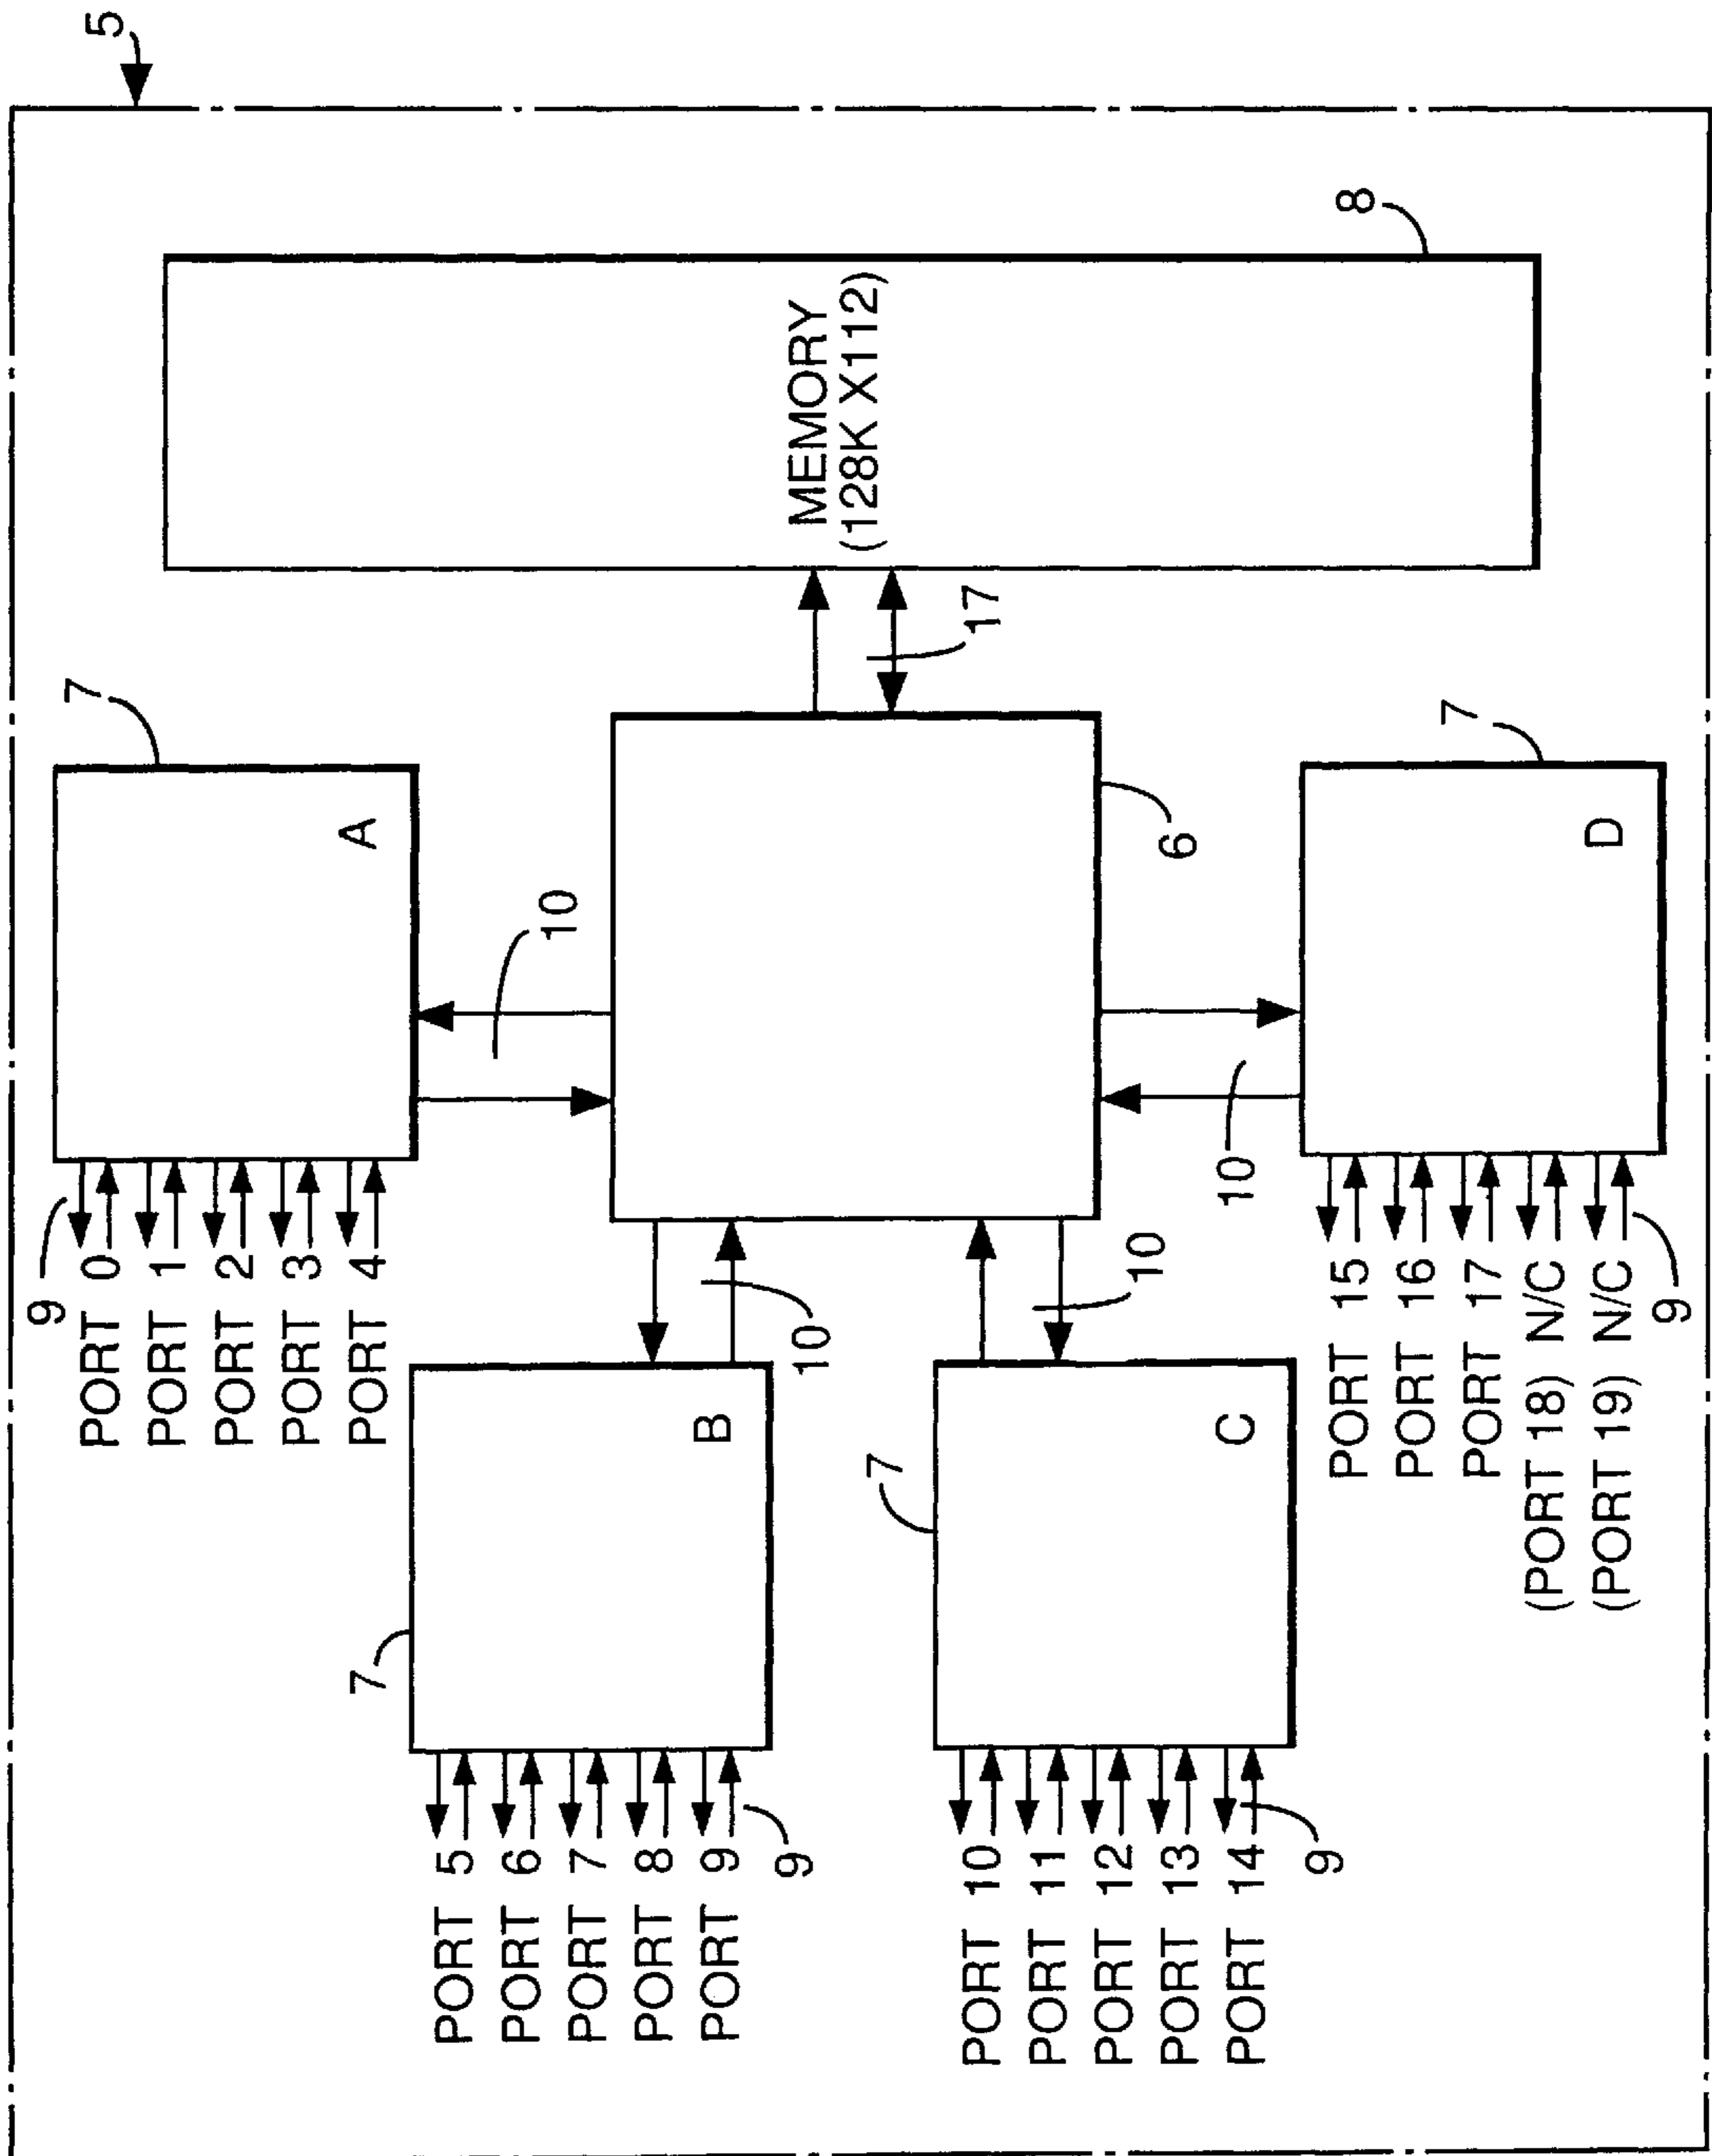 5
MEMORY
(128K X112)
8
17
7
A
10
9
PORT 0
PORT 1
PORT 2
PORT 3
PORT 4
6
7
B
10
PORT 5
PORT 6
PORT 7
PORT 8
PORT 9
9
7
C
10
PORT 10
PORT 11
PORT 12
PORT 13
PORT 14
9
7
D
10
PORT 15
PORT 16
PORT 17
(PORT 18) N/C
(PORT 19) N/C
9